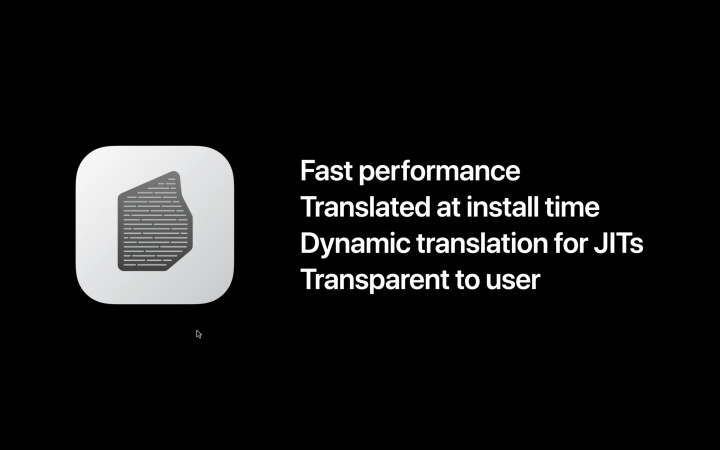 Fast performance
Translated at install time
Dynamic translation for JITs
Transparent to user